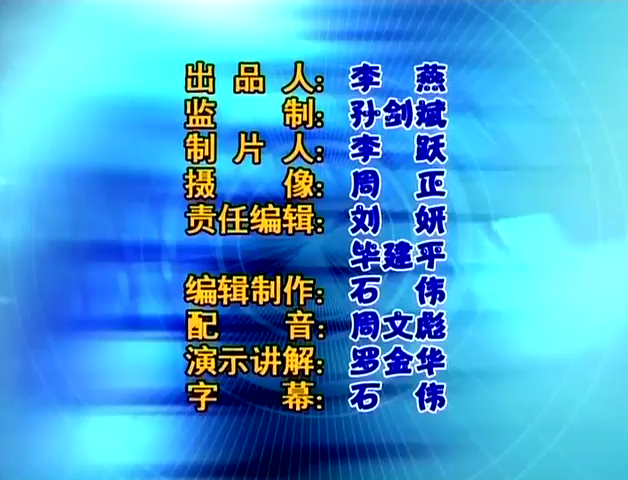 出品人: 李燕
监制: 孙剑斌
制片人: 李跃
摄像: 周正
责任编辑: 刘妍
毕建平
编辑制作: 石伟
配音: 周文彪
演示讲解: 罗金华
字幕: 石伟